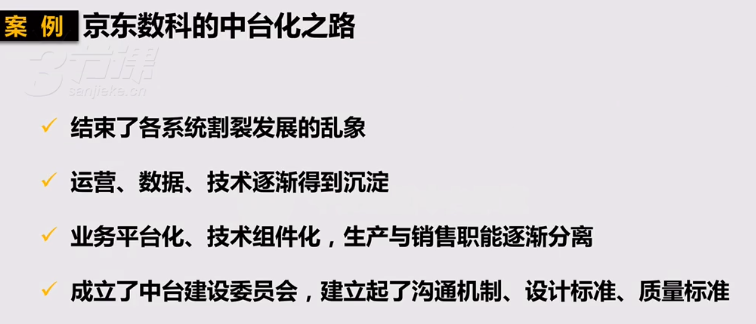 案 例 京东数科的中台化之路
3节课
sanjieke.cn
结束了各系统割裂发展的乱象
运营、数据、技术逐渐得到沉淀
业务平台化、技术组件化，生产与销售职能逐渐分离
成立了中台建设委员会，建立起了沟通机制、设计标准、质量标准